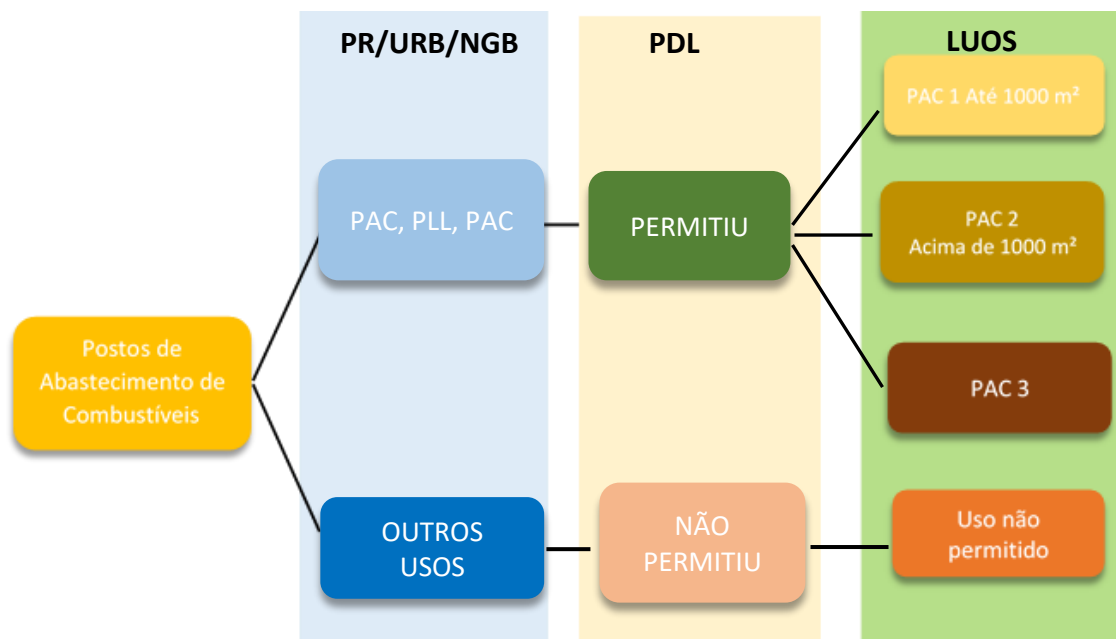 PR/URB/NGB
PDL
LUOS
PAC 1 Até 1000 m²
PAC, PLL, PAC
PERMITIU
PAC 2
Acima de 1000 m²
Postos de
Abastecimento de
Combustíveis
PAC 3
OUTROS
USOS
NÃO
PERMITIU
Uso não
permitido